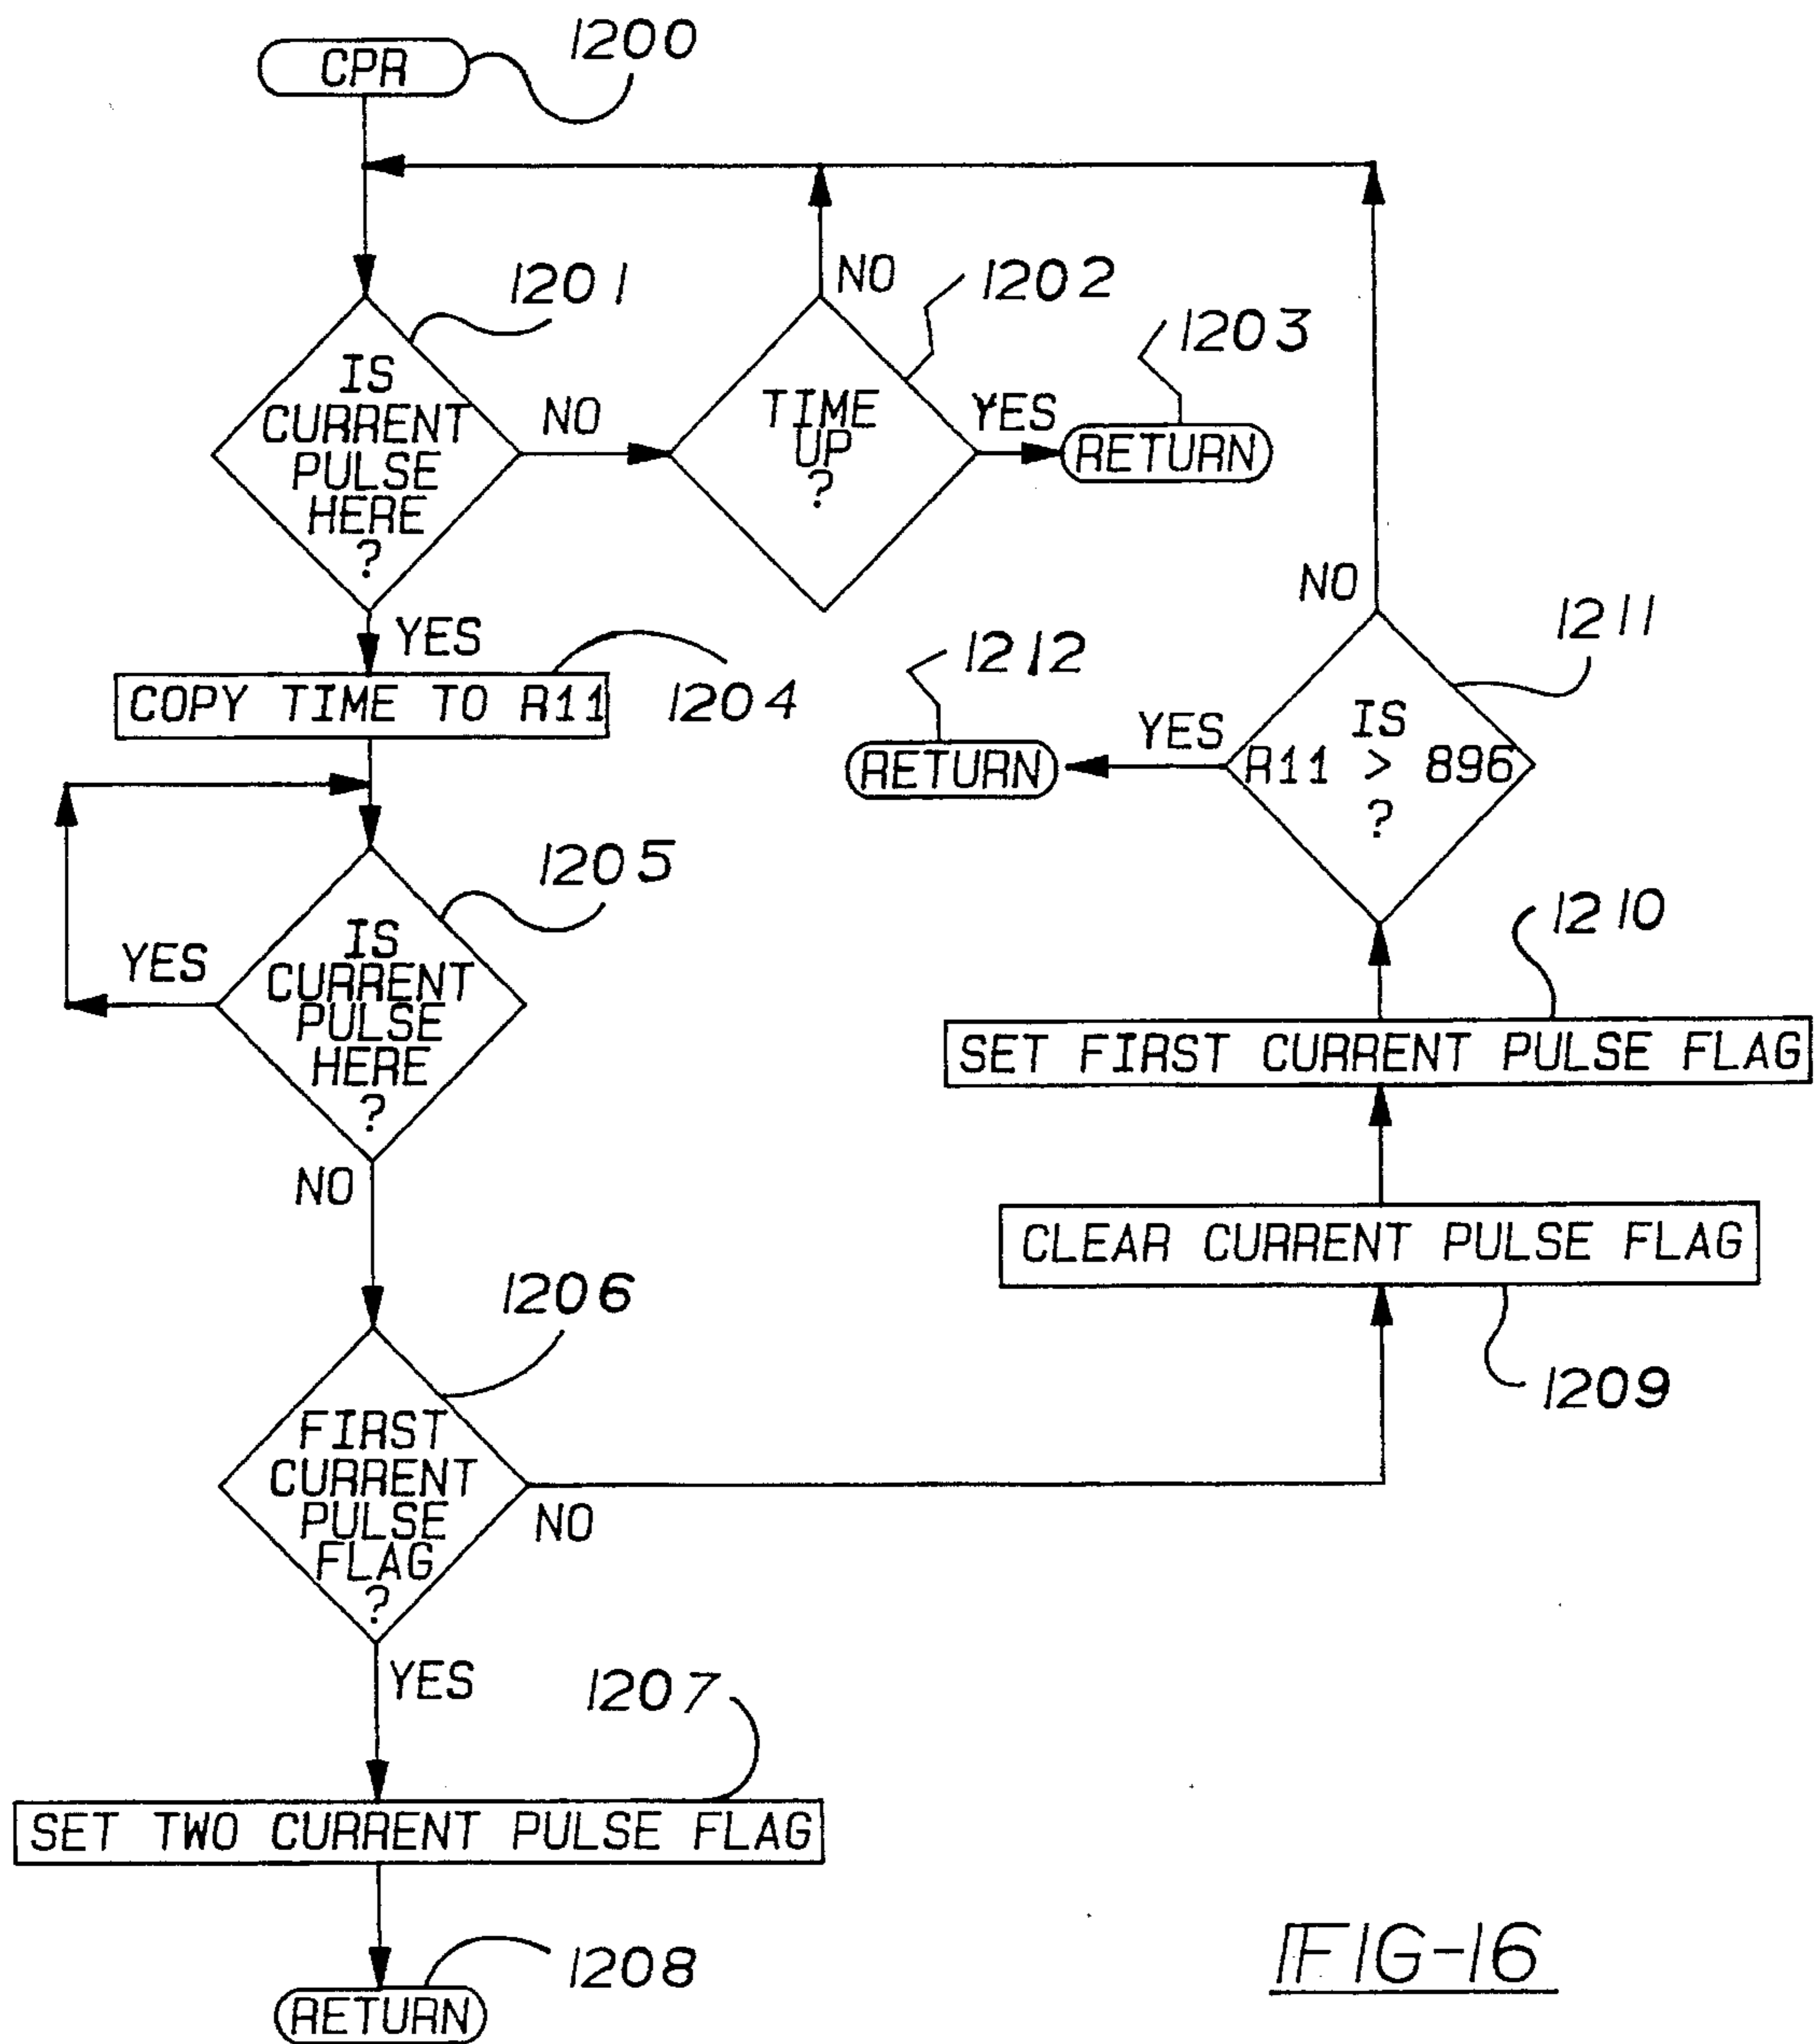 1200
CPR
1201
NO
1202
1203
IS
CURRENT
PULSE
HERE
?
NO
TIME
UP
?
YES
RETURN
YES
COPY TIME TO R11
1204
NO
1211
1212
YES
RETURN
IS
R11 > 896
?
1205
YES
IS
CURRENT
PULSE
HERE
?
NO
1210
SET FIRST CURRENT PULSE FLAG
CLEAR CURRENT PULSE FLAG
1209
1206
FIRST
CURRENT
PULSE
FLAG
?
NO
YES
1207
SET TWO CURRENT PULSE FLAG
1208
RETURN
FIG-16